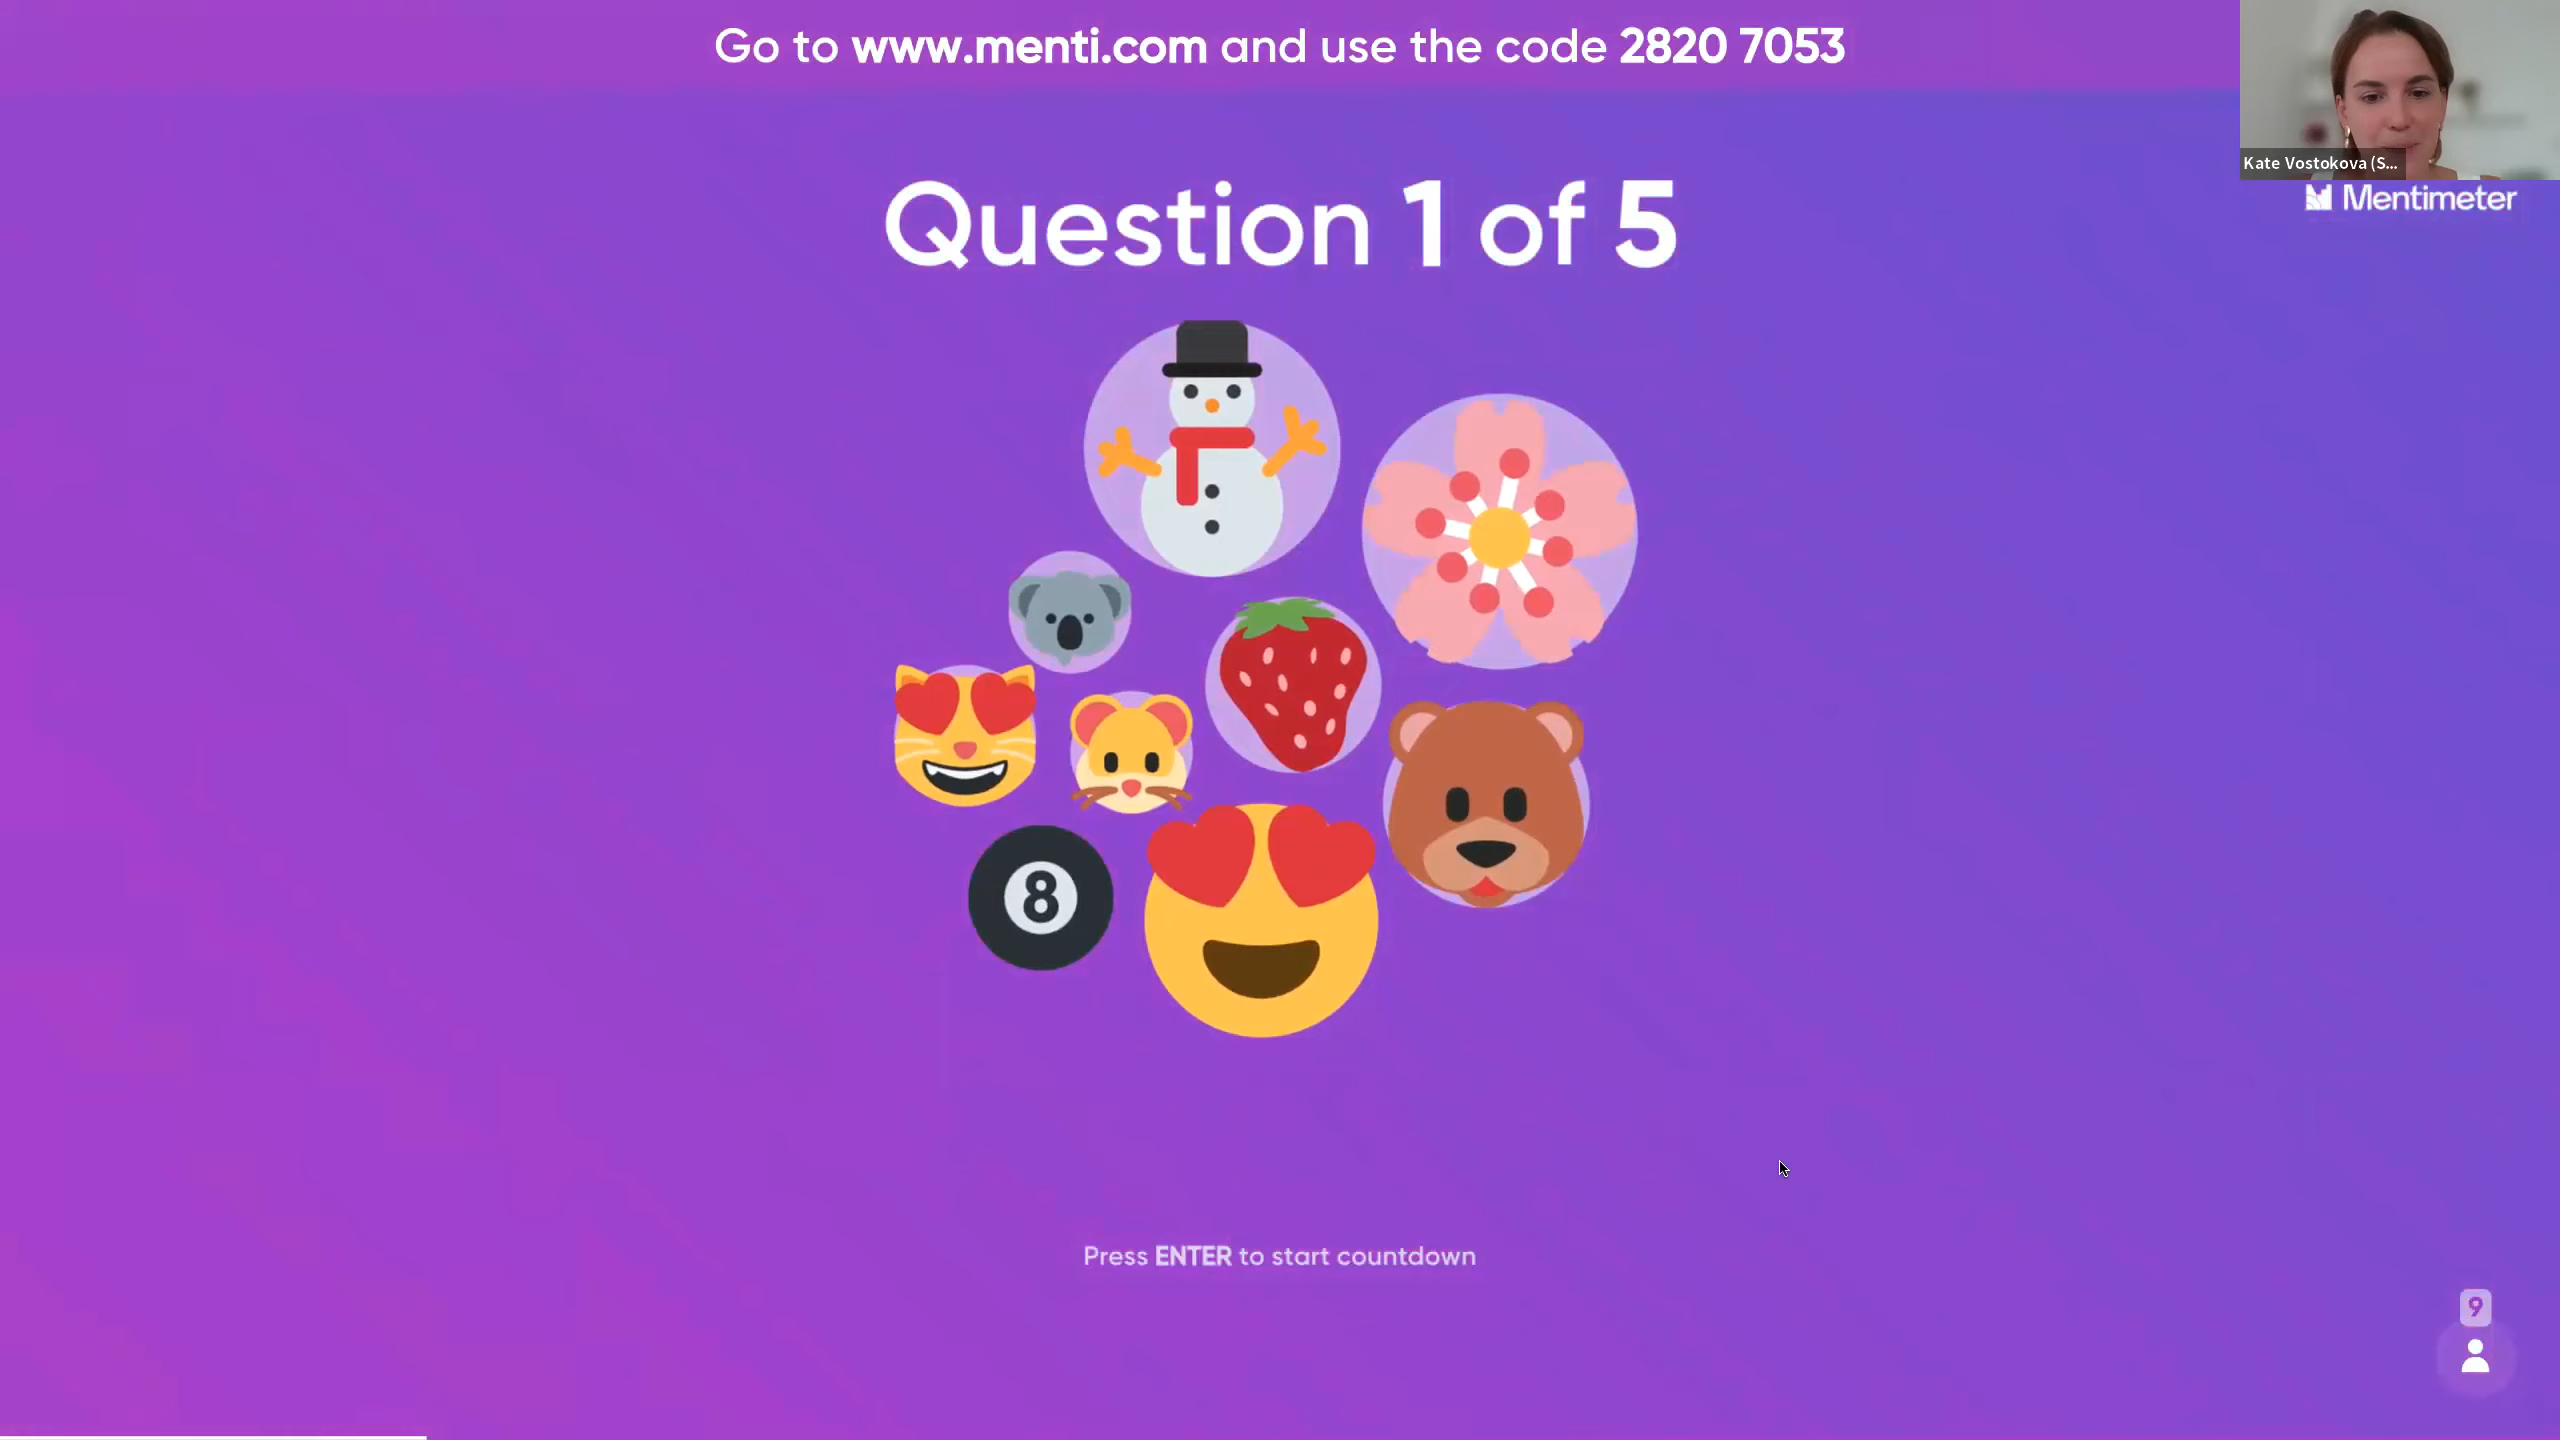 Go to www.menti.com and use the code 2820 7053
Kate Vostokova (S...
Mentimeter
Question 1 of 5
8
Press ENTER to start countdown
9